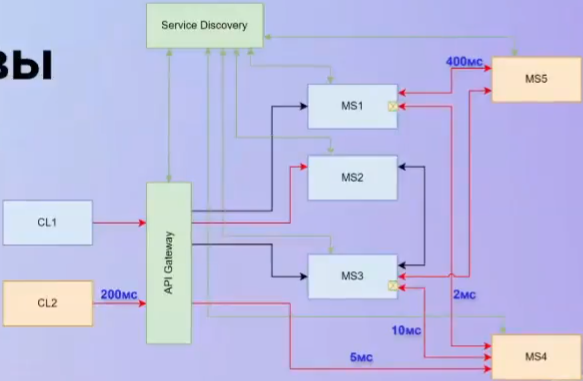 Service Discovery
вы
400мс
MS5
MS1
MS2
CL1
API Gateway
MS3
CL2
200мс
2мс
10мс
5мс
MS4